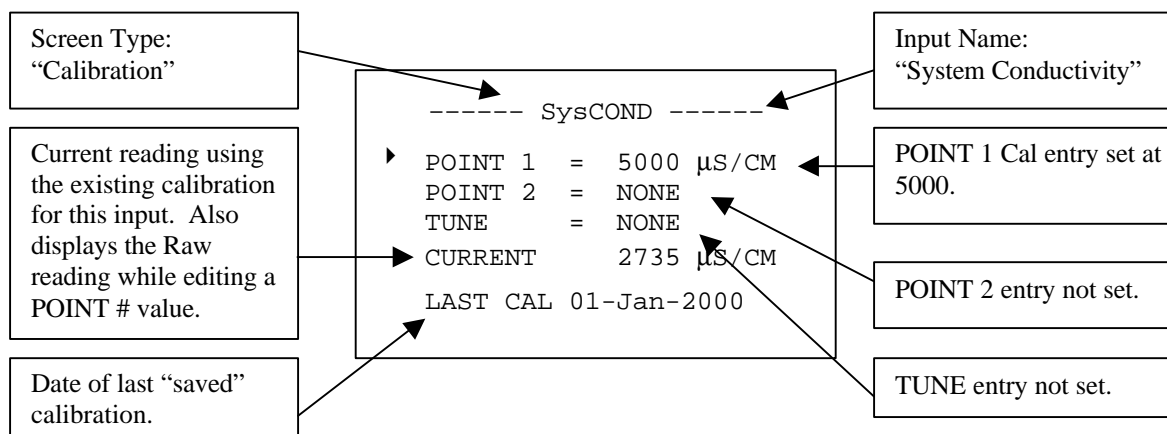 Screen Type:
“Calibration”
Input Name:
“System Conductivity”
------ SysCOND ------
Current reading using
the existing calibration
for this input.  Also
displays the Raw
reading while editing a
POINT # value.
POINT 1  =  5000 μS/CM
POINT 2  =  NONE
TUNE     =  NONE
CURRENT     2735 μS/CM
LAST CAL 01-Jan-2000
POINT 1 Cal entry set at
5000.
POINT 2 entry not set.
Date of last “saved”
calibration.
TUNE entry not set.